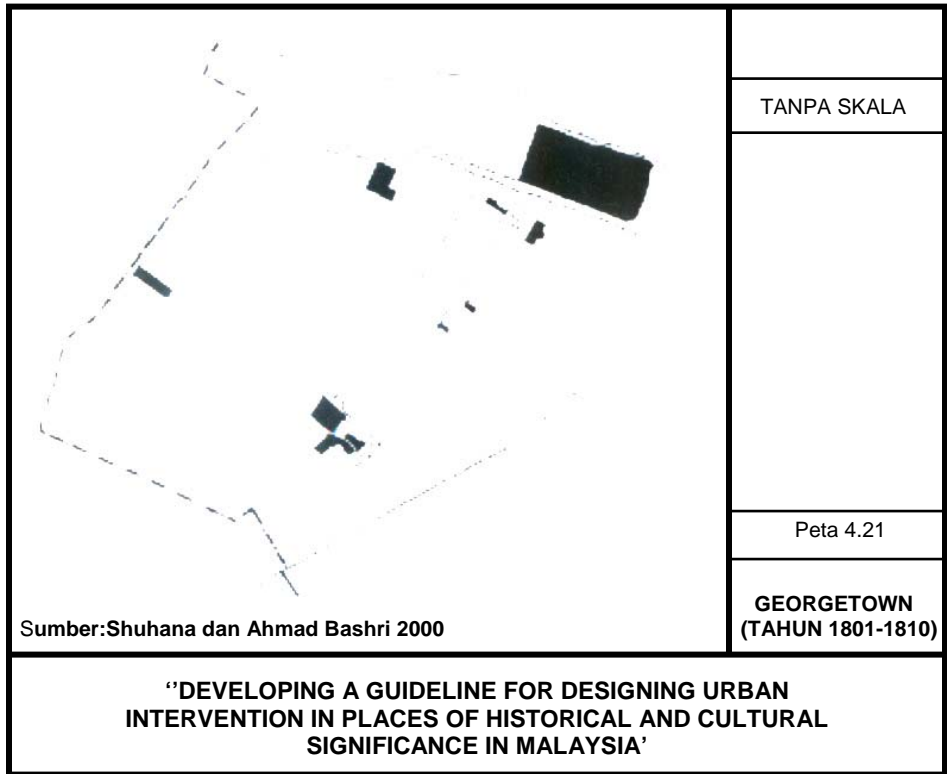 TANPA SKALA
Peta 4.21
GEORGETOWN
(TAHUN 1801-1810)
Sumber:Shuhana dan Ahmad Bashri 2000
‘’DEVELOPING A GUIDELINE FOR DESIGNING URBAN
INTERVENTION IN PLACES OF HISTORICAL AND CULTURAL
SIGNIFICANCE IN MALAYSIA’